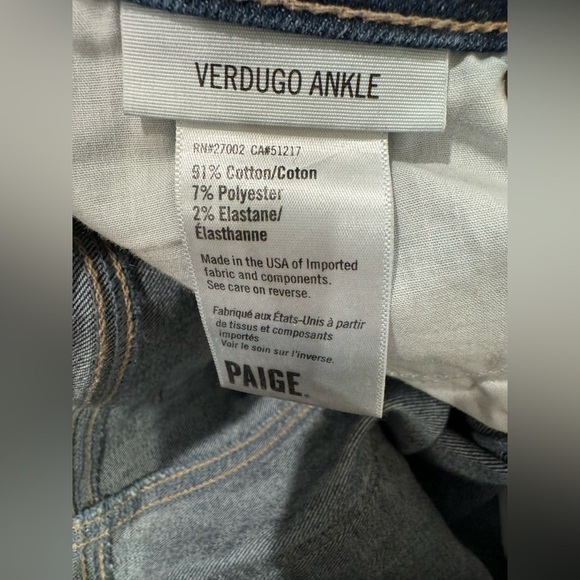 VERDUGO ANKLE
RN#27002 CA#51217
91% Cotton/Coton
7% Polyester
2% Elastane/
Élasthanne
Made in the USA of Imported
fabric and components.
See care on reverse.
Fabriqué aux États-Unis à partir
de tissus et composants
importés
Voir le soin sur l'inverse.
PAIGE.